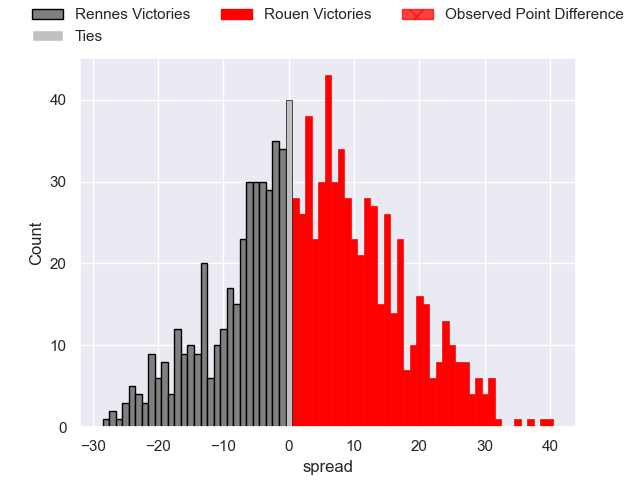 Rennes Victories Rouen Victories Observed Point Difference
Ties
40
30
20
10
0
Count
−30 −20 −10 0 10 20 30 40
spread